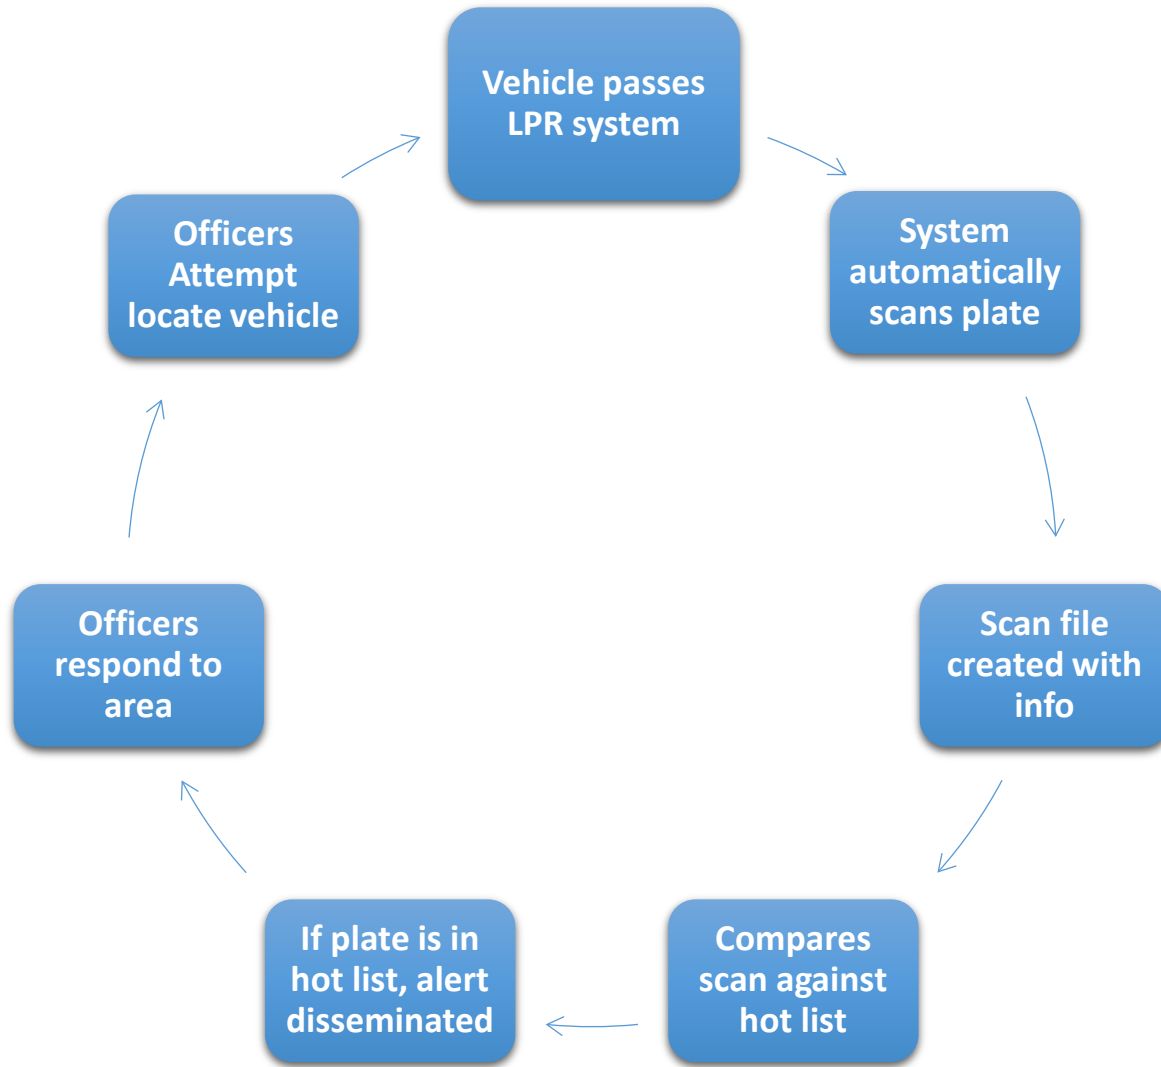 Vehicle passes
LPR system
System
automatically
scans plate
Scan file
created with
info
Compares
scan against
hot list
If plate is in
hot list, alert
disseminated
Officers
respond to
area
Officers
Attempt
locate vehicle